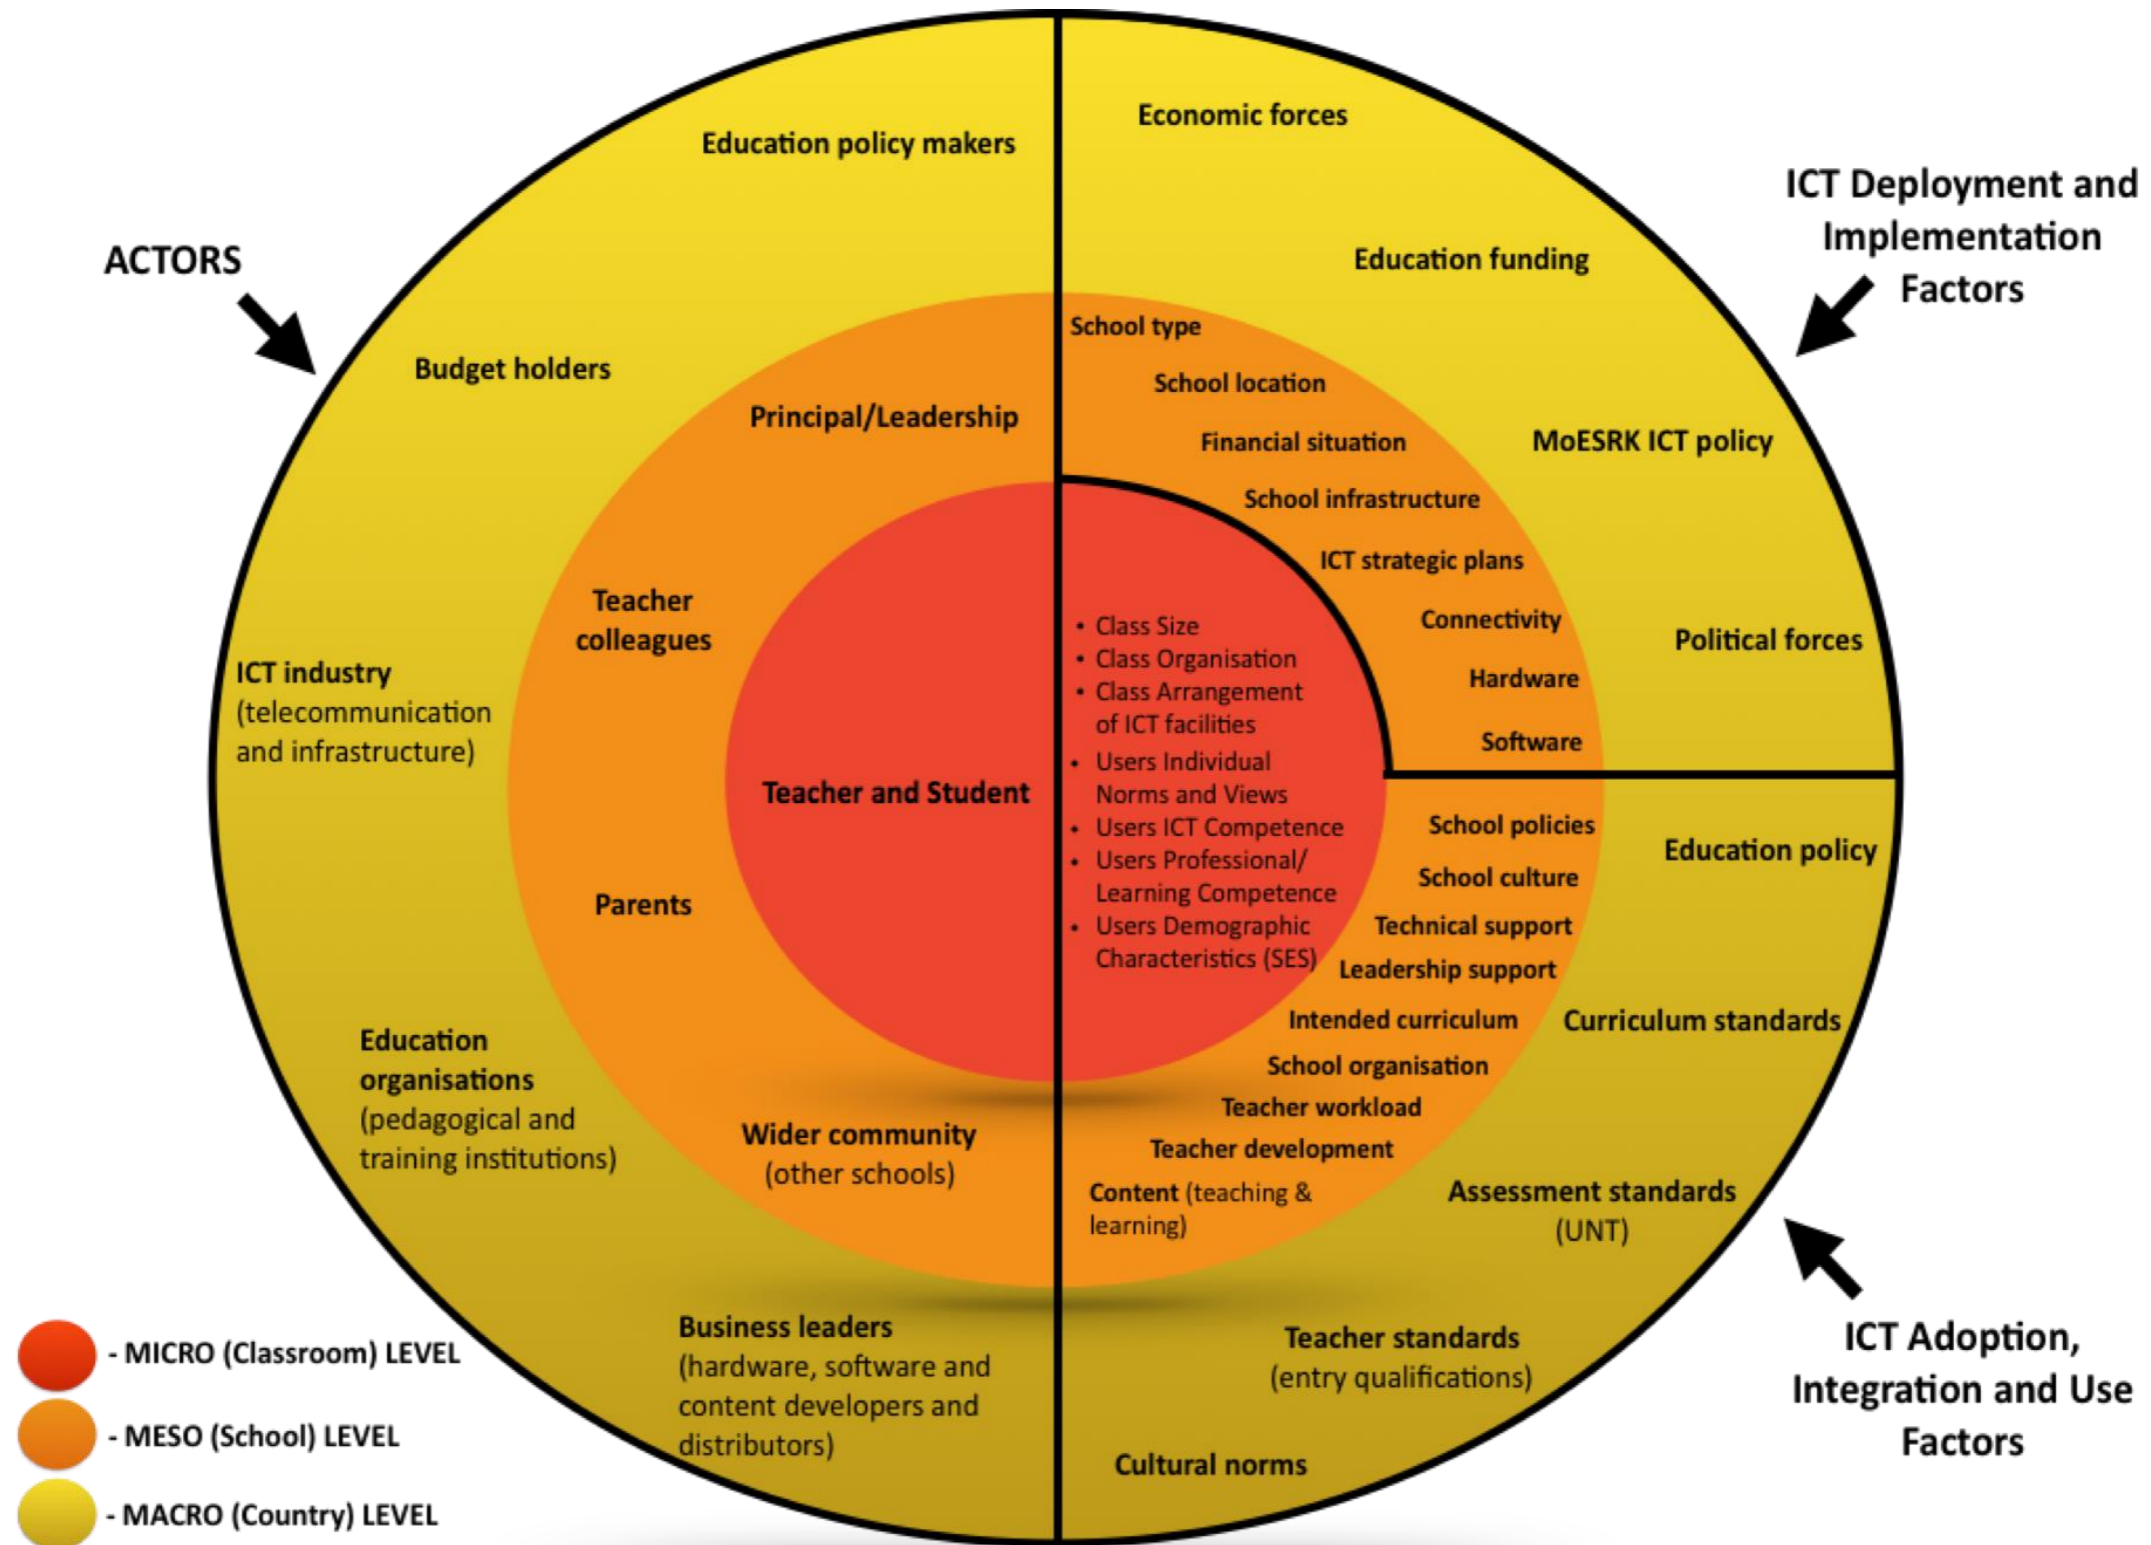 ACTORS
Education policy makers
Budget holders
ICT industry
(telecommunication
and infrastructure)
Education
organisations
(pedagogical and
training institutions)
Business leaders
(hardware, software and
content developers and
distributors)
Principal/Leadership
Teacher
colleagues
Parents
Wider community
(other schools)
Teacher and Student
• Class Size
• Class Organisation
• Class Arrangement
of ICT facilities
• Users Individual
Norms and Views
• Users ICT Competence
• Users Professional/
Learning Competence
• Users Demographic
Characteristics (SES)
ICT Deployment and
Implementation
Factors
Economic forces
Education funding
MoESRK ICT policy
Political forces
School type
School location
Financial situation
School infrastructure
ICT strategic plans
Connectivity
Hardware
Software
School policies
School culture
Technical support
Leadership support
Intended curriculum
School organisation
Teacher workload
Teacher development
Content (teaching &
learning)
Education policy
Curriculum standards
Assessment standards
(UNT)
Teacher standards
(entry qualifications)
Cultural norms
ICT Adoption,
Integration and Use
Factors
- MICRO (Classroom) LEVEL
- MESO (School) LEVEL
- MACRO (Country) LEVEL